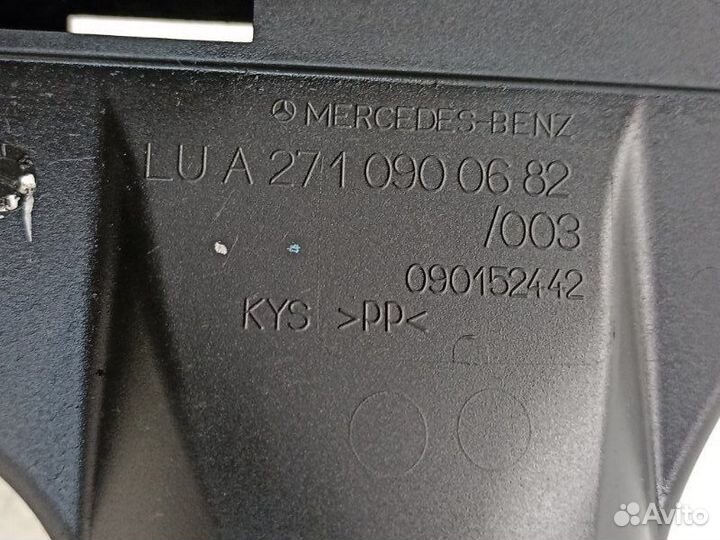 MERCEDES-BENZ
LU A 271 090 06 82
/003
090152442
KYS >PP<
Avito